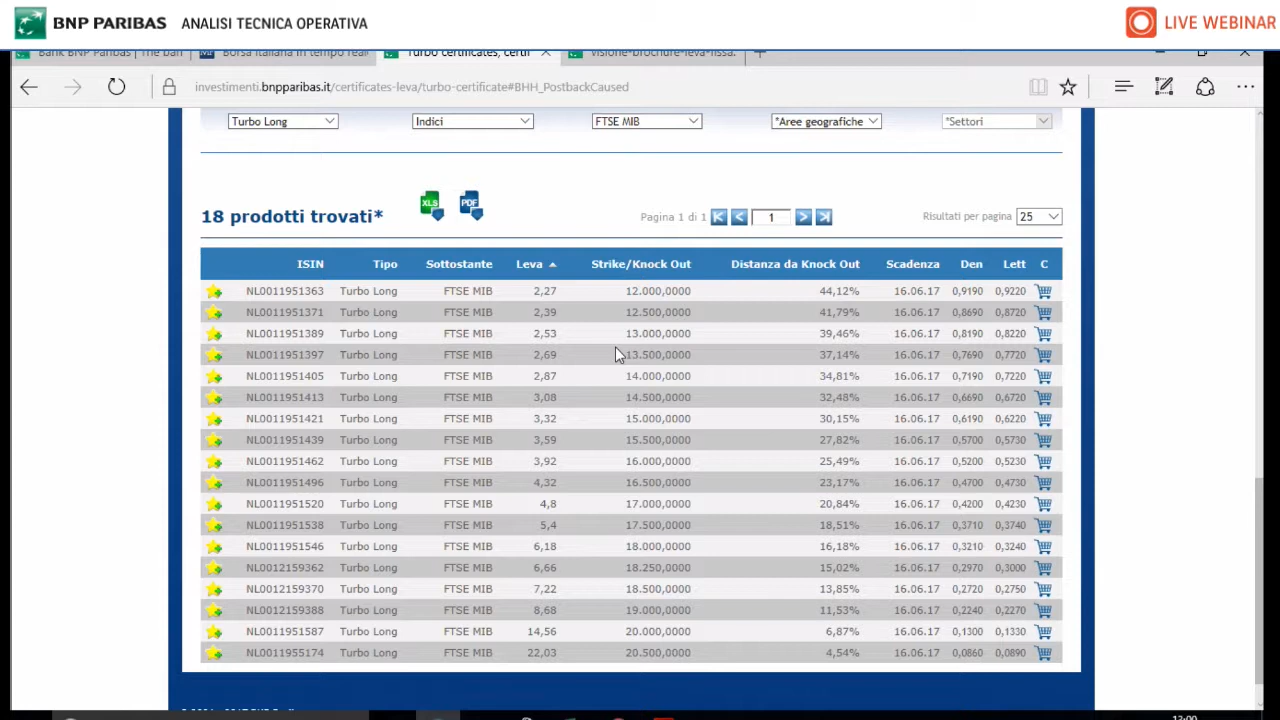 BNP PARIBAS ANALISI TECNICA OPERATIVA LIVE WEBINAR
Bank BNP Paribas | The ban Borsa Italiana in tempo reale Turbo certificates, certif visione-brochure-leva-fissa.
investimenti.bnpparibas.it/certificates-leva/turbo-certificate#BHH_PostbackCaused
Turbo Long Indici FTSE MIB *Aree geografiche *Settori
18 prodotti trovati* XLS PDF Pagina 1 di 1 1 Risultati per pagina 25
ISIN Tipo Sottostante Leva Strike/Knock Out Distanza da Knock Out Scadenza Den Lett C
NL0011951363 Turbo Long FTSE MIB 2,27 12.000,0000 44,12% 16.06.17 0,9190 0,9220
NL0011951371 Turbo Long FTSE MIB 2,39 12.500,0000 41,79% 16.06.17 0,8690 0,8720
NL0011951389 Turbo Long FTSE MIB 2,53 13.000,0000 39,46% 16.06.17 0,8190 0,8220
NL0011951397 Turbo Long FTSE MIB 2,69 13.500,0000 37,14% 16.06.17 0,7690 0,7720
NL0011951405 Turbo Long FTSE MIB 2,87 14.000,0000 34,81% 16.06.17 0,7190 0,7220
NL0011951413 Turbo Long FTSE MIB 3,08 14.500,0000 32,48% 16.06.17 0,6690 0,6720
NL0011951421 Turbo Long FTSE MIB 3,32 15.000,0000 30,15% 16.06.17 0,6190 0,6220
NL0011951439 Turbo Long FTSE MIB 3,59 15.500,0000 27,82% 16.06.17 0,5700 0,5730
NL0011951462 Turbo Long FTSE MIB 3,92 16.000,0000 25,49% 16.06.17 0,5200 0,5230
NL0011951496 Turbo Long FTSE MIB 4,32 16.500,0000 23,17% 16.06.17 0,4700 0,4730
NL0011951520 Turbo Long FTSE MIB 4,8 17.000,0000 20,84% 16.06.17 0,4200 0,4230
NL0011951538 Turbo Long FTSE MIB 5,4 17.500,0000 18,51% 16.06.17 0,3710 0,3740
NL0011951546 Turbo Long FTSE MIB 6,18 18.000,0000 16,18% 16.06.17 0,3210 0,3240
NL0012159362 Turbo Long FTSE MIB 6,66 18.250,0000 15,02% 16.06.17 0,2970 0,3000
NL0012159370 Turbo Long FTSE MIB 7,22 18.500,0000 13,85% 16.06.17 0,2720 0,2750
NL0012159388 Turbo Long FTSE MIB 8,68 19.000,0000 11,53% 16.06.17 0,2240 0,2270
NL0011951587 Turbo Long FTSE MIB 14,56 20.000,0000 6,87% 16.06.17 0,1300 0,1330
NL0011955174 Turbo Long FTSE MIB 22,03 20.500,0000 4,54% 16.06.17 0,0860 0,0890